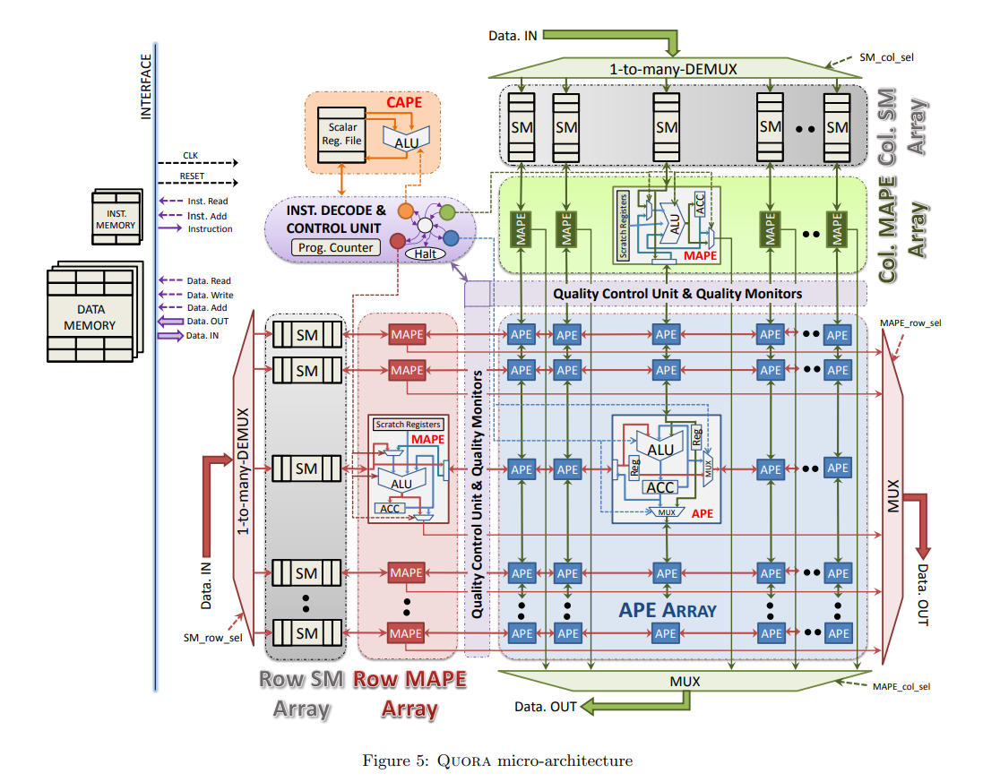 Data. IN
SM_col_sel
1-to-many-DEMUX
INTERFACE
CLK
RESET
INST.
MEMORY
Inst. Read
Inst. Add
Instruction
DATA
MEMORY
Data. Read
Data. Write
Data. Add
Data. OUT
Data. IN
CAPE
Scalar
Reg. File
ALU
INST. DECODE &
CONTROL UNIT
Prog. Counter
Halt
SM
SM
SM
SM
SM
Col. SM
Array
MAPE
MAPE
Scratch Registers
ALU
ACC
MAPE
MAPE
MAPE
Col. MAPE
Array
Quality Control Unit & Quality Monitors
Quality Control Unit & Quality Monitors
MAPE_row_sel
SM
MAPE
APE
APE
APE
APE
APE
SM
MAPE
APE
APE
APE
APE
APE
1-to-many-DEMUX
Data. IN
SM_row_sel
SM
Scratch Registers
MAPE
ALU
ACC
APE
APE
ALU
Reg
Reg
MUX
ACC
MUX
APE
APE
APE
MUX
Data. OUT
SM
MAPE
APE
APE
APE
APE
APE
APE ARRAY
SM
MAPE
APE
APE
APE
APE
APE
Row SM
Array
Row MAPE
Array
MUX
MAPE_col_sel
Data. OUT
Figure 5: QUORA micro-architecture